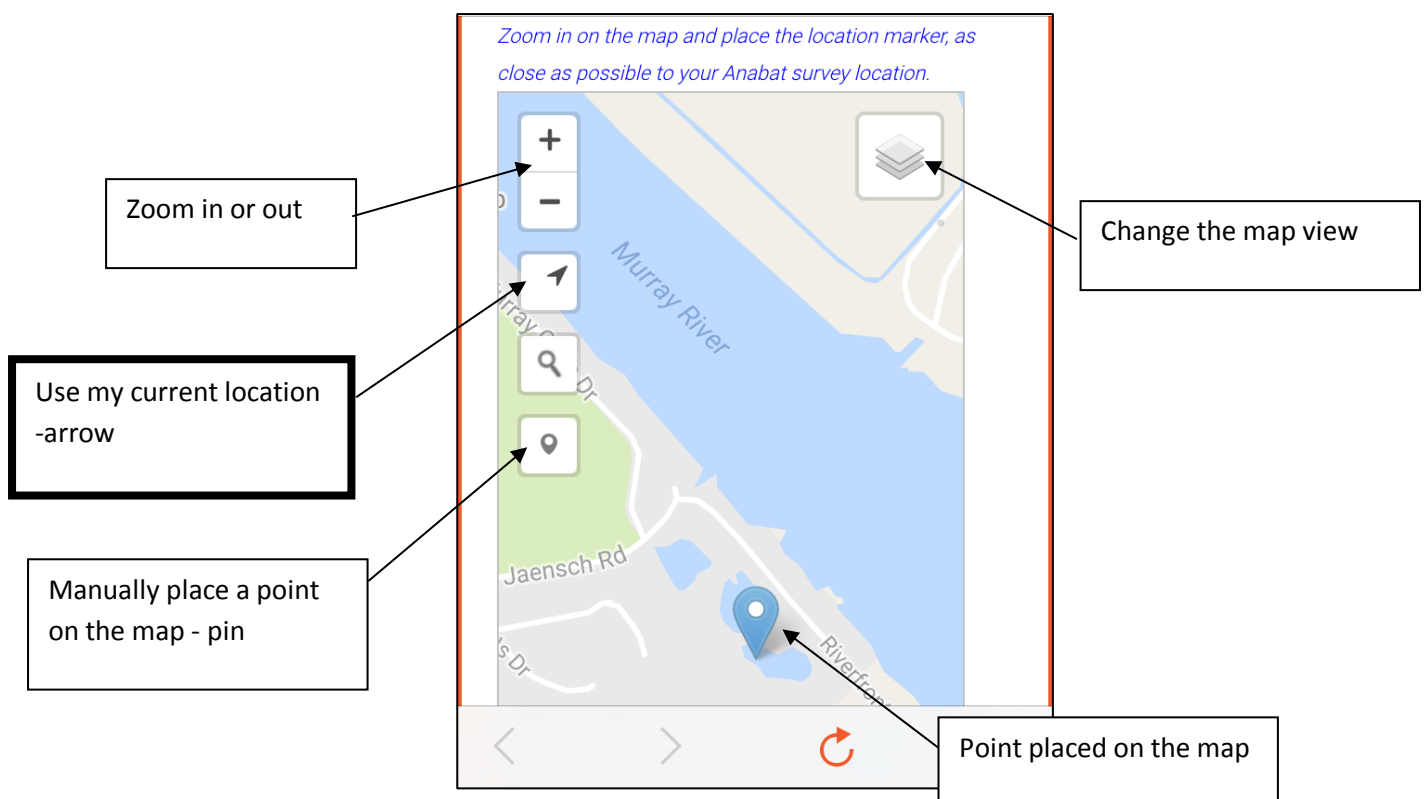 Zoom in on the map and place the location marker, as
close as possible to your Anabat survey location.
+
−
Zoom in or out
Change the map view
Murray River
Dr
Use my current location
-arrow
Jaensch Rd
Manually place a point
on the map - pin
Dr
Point placed on the map